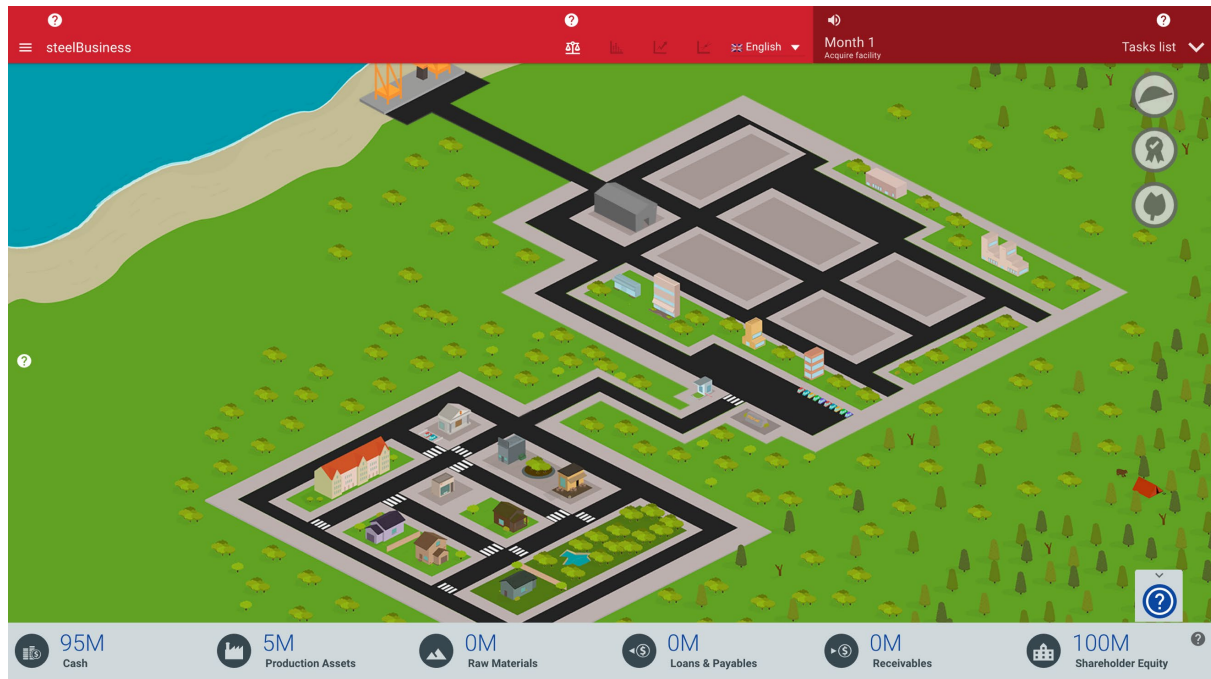 steelBusiness
English
Month 1
Acquire facility
Tasks list
95M
Cash
5M
Production Assets
0M
Raw Materials
0M
Loans & Payables
0M
Receivables
100M
Shareholder Equity